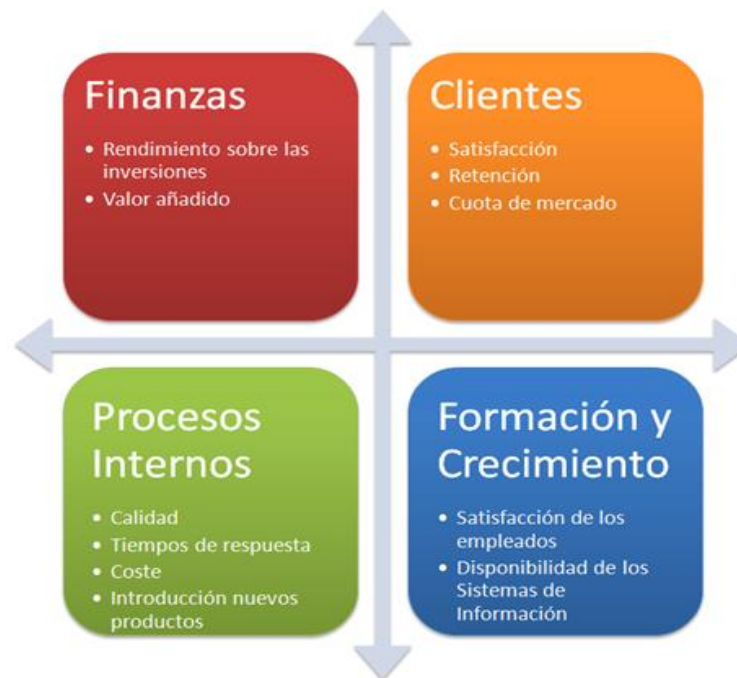 Finanzas
• Rendimiento sobre las
inversiones
• Valor añadido
Clientes
• Satisfacción
• Retención
• Cuota de mercado
Procesos
Internos
• Calidad
• Tiempos de respuesta
• Coste
• Introducción nuevos
productos
Formación y
Crecimiento
• Satisfacción de los
empleados
• Disponibilidad de los
Sistemas de
Información